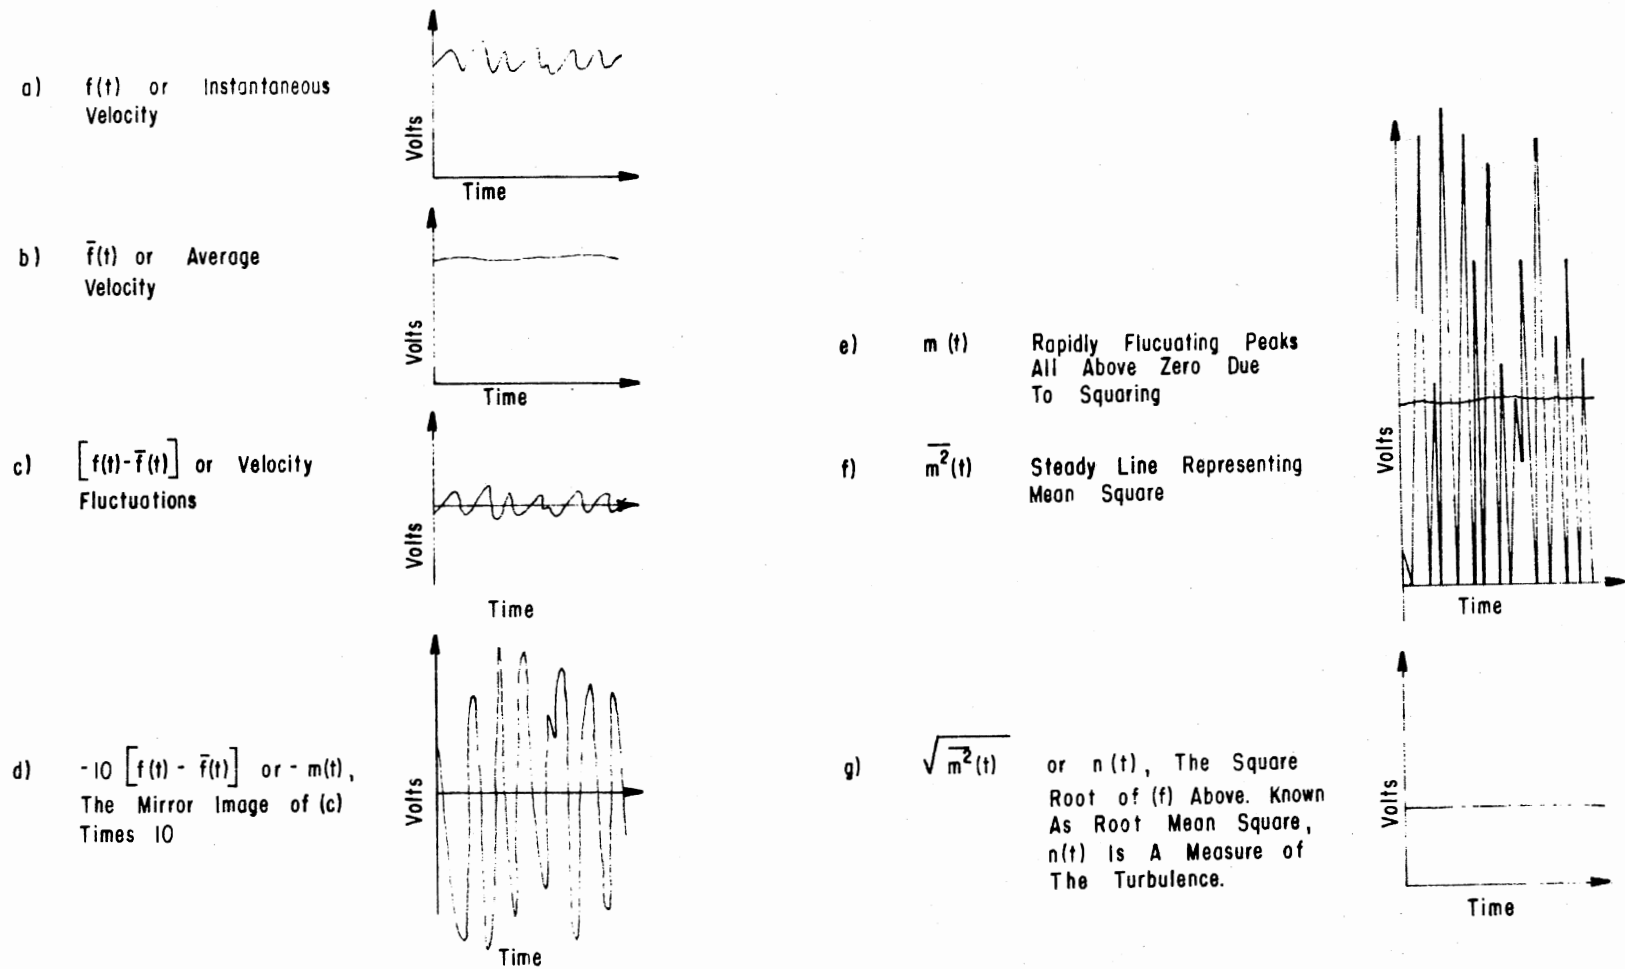 a) f(t) or Instantaneous
Velocity
Volts
Time
b) f̅(t) or Average
Velocity
Volts
Time
c) [f(t)-f̅(t)] or Velocity
Fluctuations
Volts
Time
d) -10 [f(t) - f̅(t)] or - m(t),
The Mirror Image of (c)
Times 10
Volts
Time
e) m (t) Rapidly Flucuating Peaks
All Above Zero Due
To Squaring
f) \overline{m^2}(t) Steady Line Representing
Mean Square
Volts
Time
g) \sqrt{\overline{m^2}(t)} or n(t), The Square
Root of (f) Above. Known
As Root Mean Square,
n(t) Is A Measure of
The Turbulence.
Volts
Time